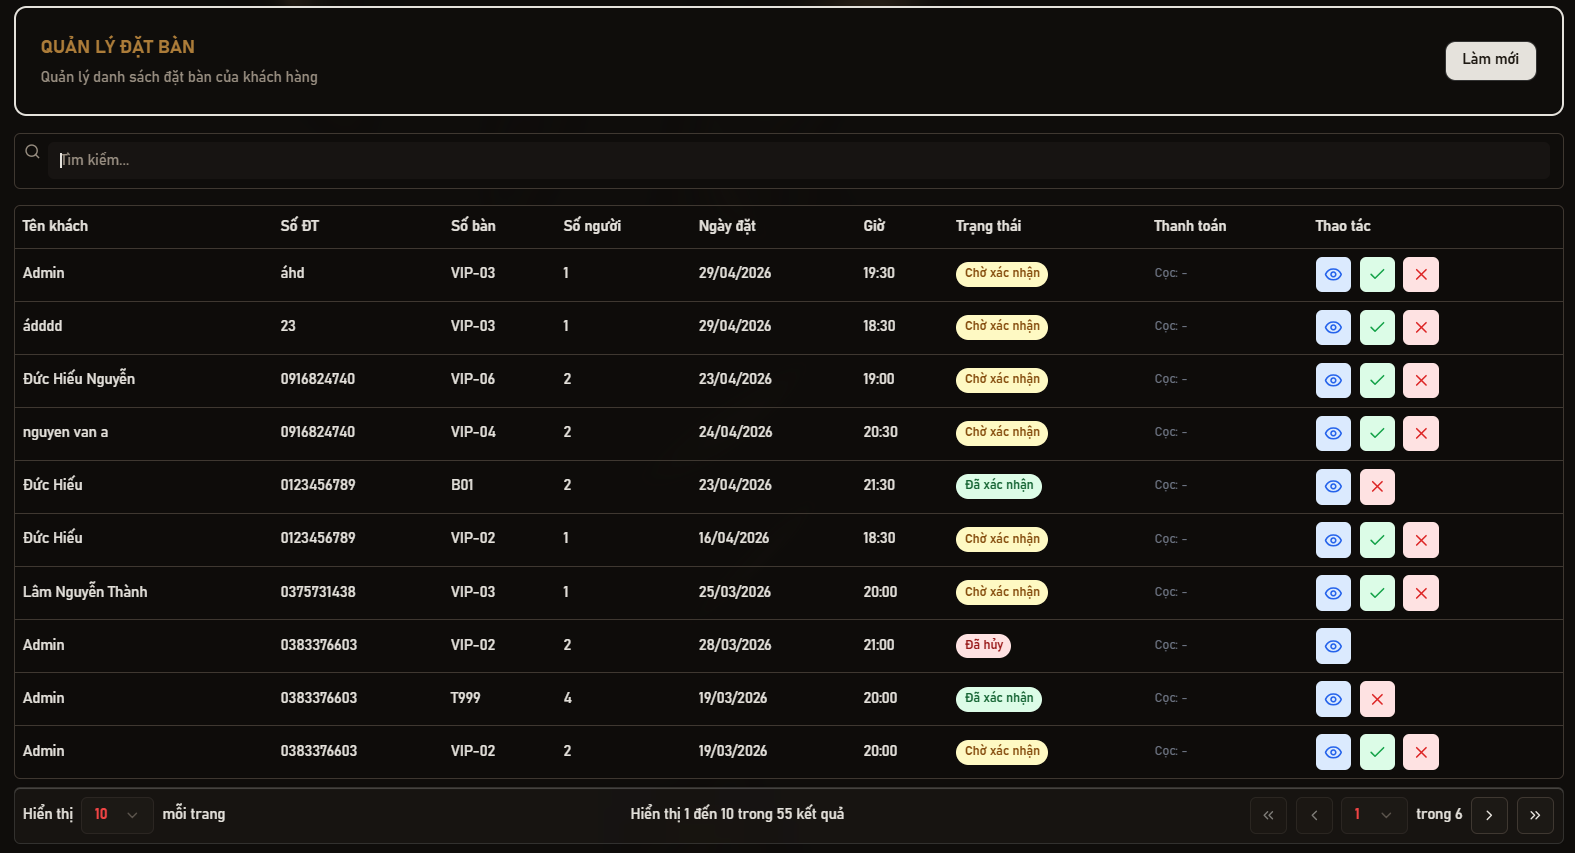 QUẢN LÝ ĐẶT BÀN
Quản lý danh sách đặt bàn của khách hàng
Làm mới
Tìm kiếm...
Tên khách Số ĐT Số bàn Số người Ngày đặt Giờ Trạng thái Thanh toán Thao tác
Admin áhd VIP-03 1 29/04/2026 19:30 Chờ xác nhận Cọc: -
ádddd 23 VIP-03 1 29/04/2026 18:30 Chờ xác nhận Cọc: -
Đức Hiếu Nguyễn 0916824740 VIP-06 2 23/04/2026 19:00 Chờ xác nhận Cọc: -
nguyen van a 0916824740 VIP-04 2 24/04/2026 20:30 Chờ xác nhận Cọc: -
Đức Hiếu 0123456789 B01 2 23/04/2026 21:30 Đã xác nhận Cọc: -
Đức Hiếu 0123456789 VIP-02 1 16/04/2026 18:30 Chờ xác nhận Cọc: -
Lâm Nguyễn Thành 0375731438 VIP-03 1 25/03/2026 20:00 Chờ xác nhận Cọc: -
Admin 0383376603 VIP-02 2 28/03/2026 21:00 Đã hủy Cọc: -
Admin 0383376603 T999 4 19/03/2026 20:00 Đã xác nhận Cọc: -
Admin 0383376603 VIP-02 2 19/03/2026 20:00 Chờ xác nhận Cọc: -
Hiển thị 10 mỗi trang Hiển thị 1 đến 10 trong 55 kết quả 1 trong 6